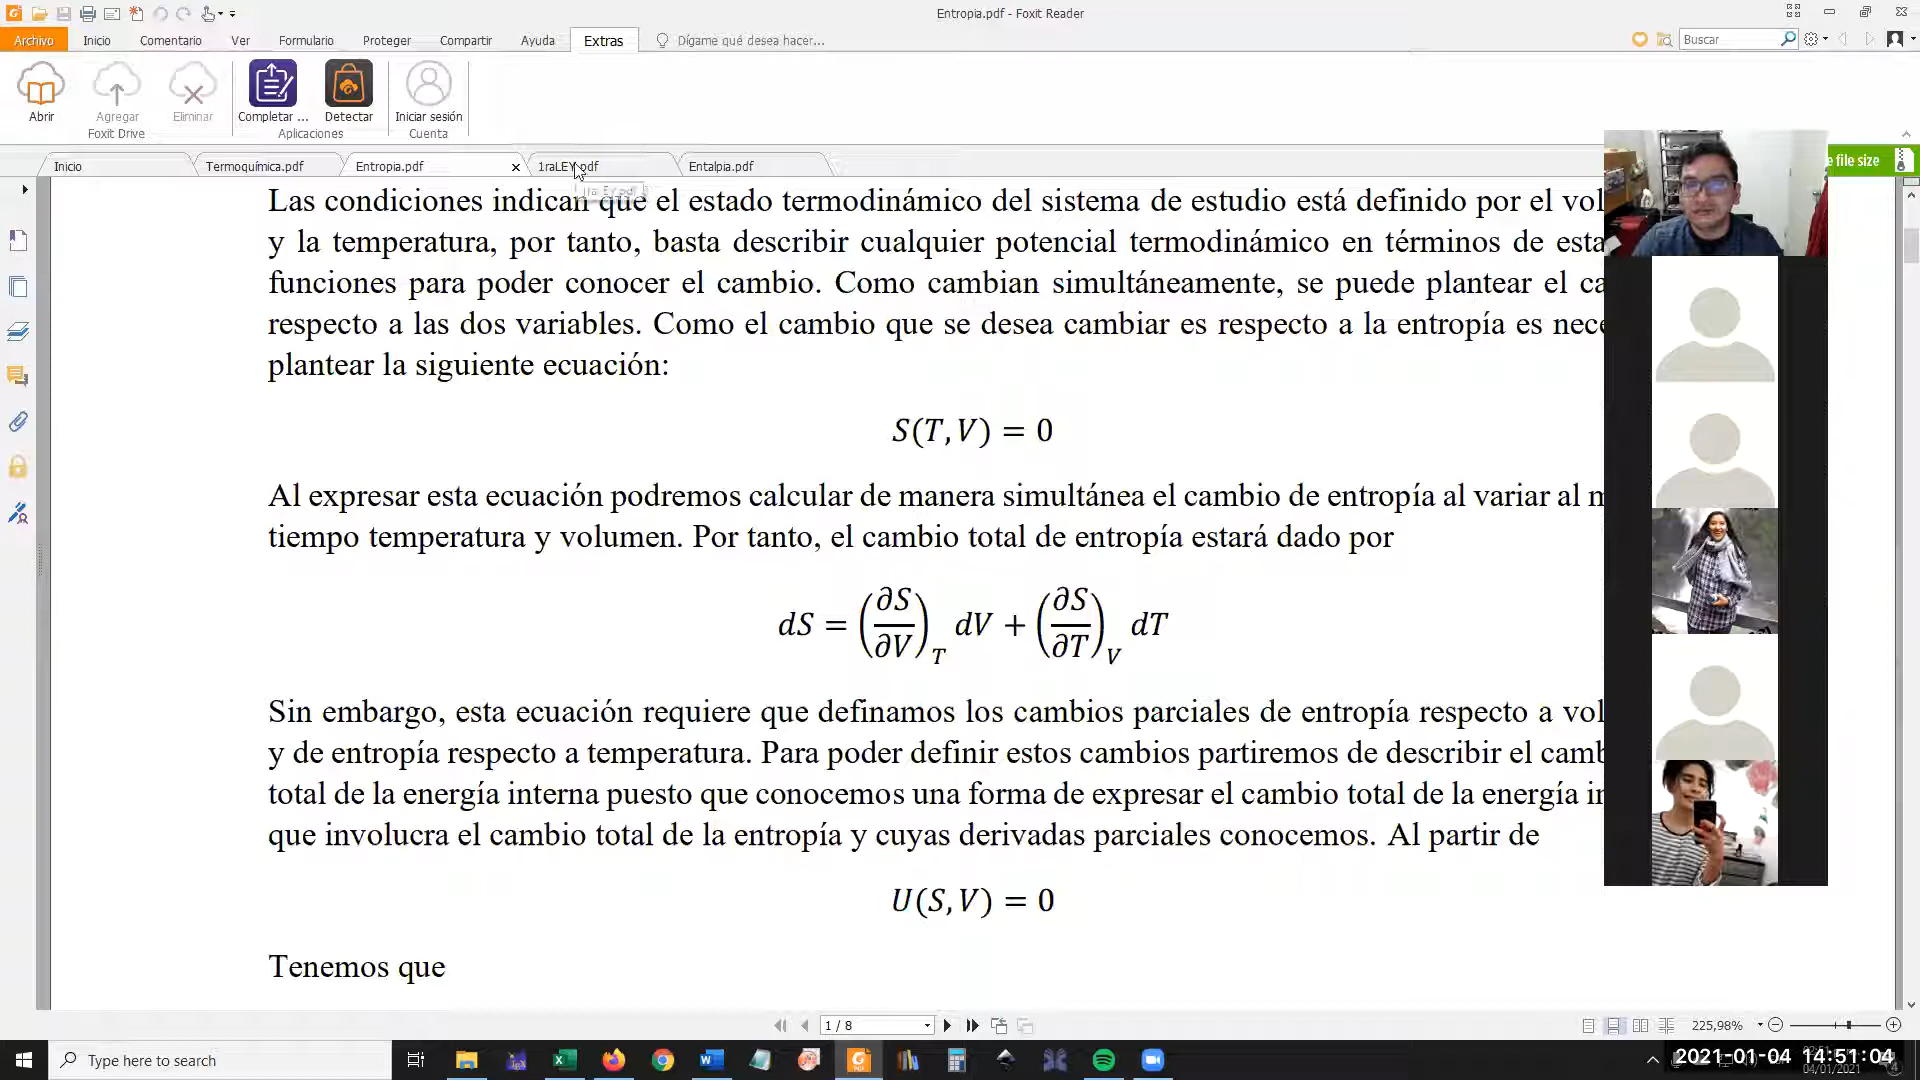 Entropia.pdf - Foxit Reader
Archivo Inicio Comentario Ver Formulario Proteger Compartir Ayuda Extras Dígame qué desea hacer... Buscar
Abrir Agregar Eliminar Completar ... Detectar Iniciar sesión
Foxit Drive Aplicaciones Cuenta
Inicio Termoquímica.pdf Entropia.pdf 1raLEY.pdf Entalpia.pdf
e file size
Las condiciones indican que el estado termodinámico del sistema de estudio está definido por el vol
y la temperatura, por tanto, basta describir cualquier potencial termodinámico en términos de esta
funciones para poder conocer el cambio. Como cambian simultáneamente, se puede plantear el ca
respecto a las dos variables. Como el cambio que se desea cambiar es respecto a la entropía es nece
plantear la siguiente ecuación:
S(T, V) = 0
Al expresar esta ecuación podremos calcular de manera simultánea el cambio de entropía al variar al m
tiempo temperatura y volumen. Por tanto, el cambio total de entropía estará dado por
dS = (∂S/∂V)_T dV + (∂S/∂T)_V dT
Sin embargo, esta ecuación requiere que definamos los cambios parciales de entropía respecto a vol
y de entropía respecto a temperatura. Para poder definir estos cambios partiremos de describir el camb
total de la energía interna puesto que conocemos una forma de expresar el cambio total de la energía in
que involucra el cambio total de la entropía y cuyas derivadas parciales conocemos. Al partir de
U(S, V) = 0
Tenemos que
1 / 8
225,98%
Type here to search
2021-01-04 14:51:04
04/01/2021